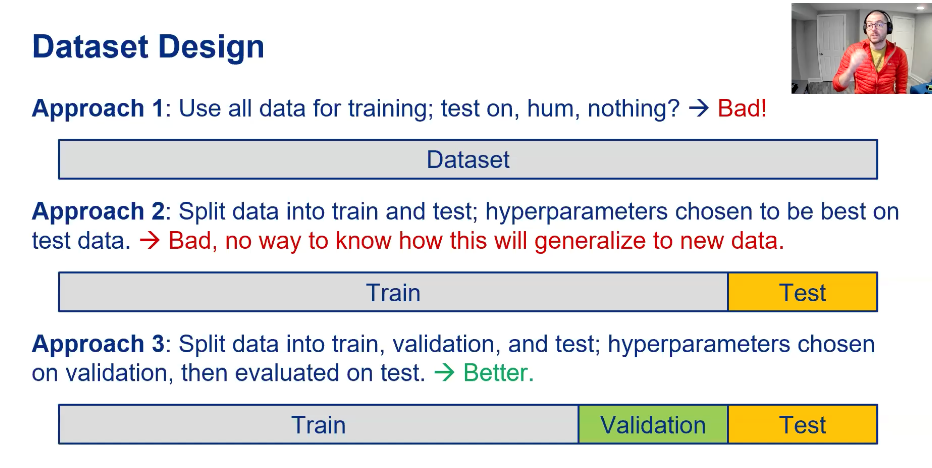 Dataset Design
Approach 1: Use all data for training; test on, hum, nothing? → Bad!
Dataset
Approach 2: Split data into train and test; hyperparameters chosen to be best on
test data. → Bad, no way to know how this will generalize to new data.
Train Test
Approach 3: Split data into train, validation, and test; hyperparameters chosen
on validation, then evaluated on test. → Better.
Train Validation Test